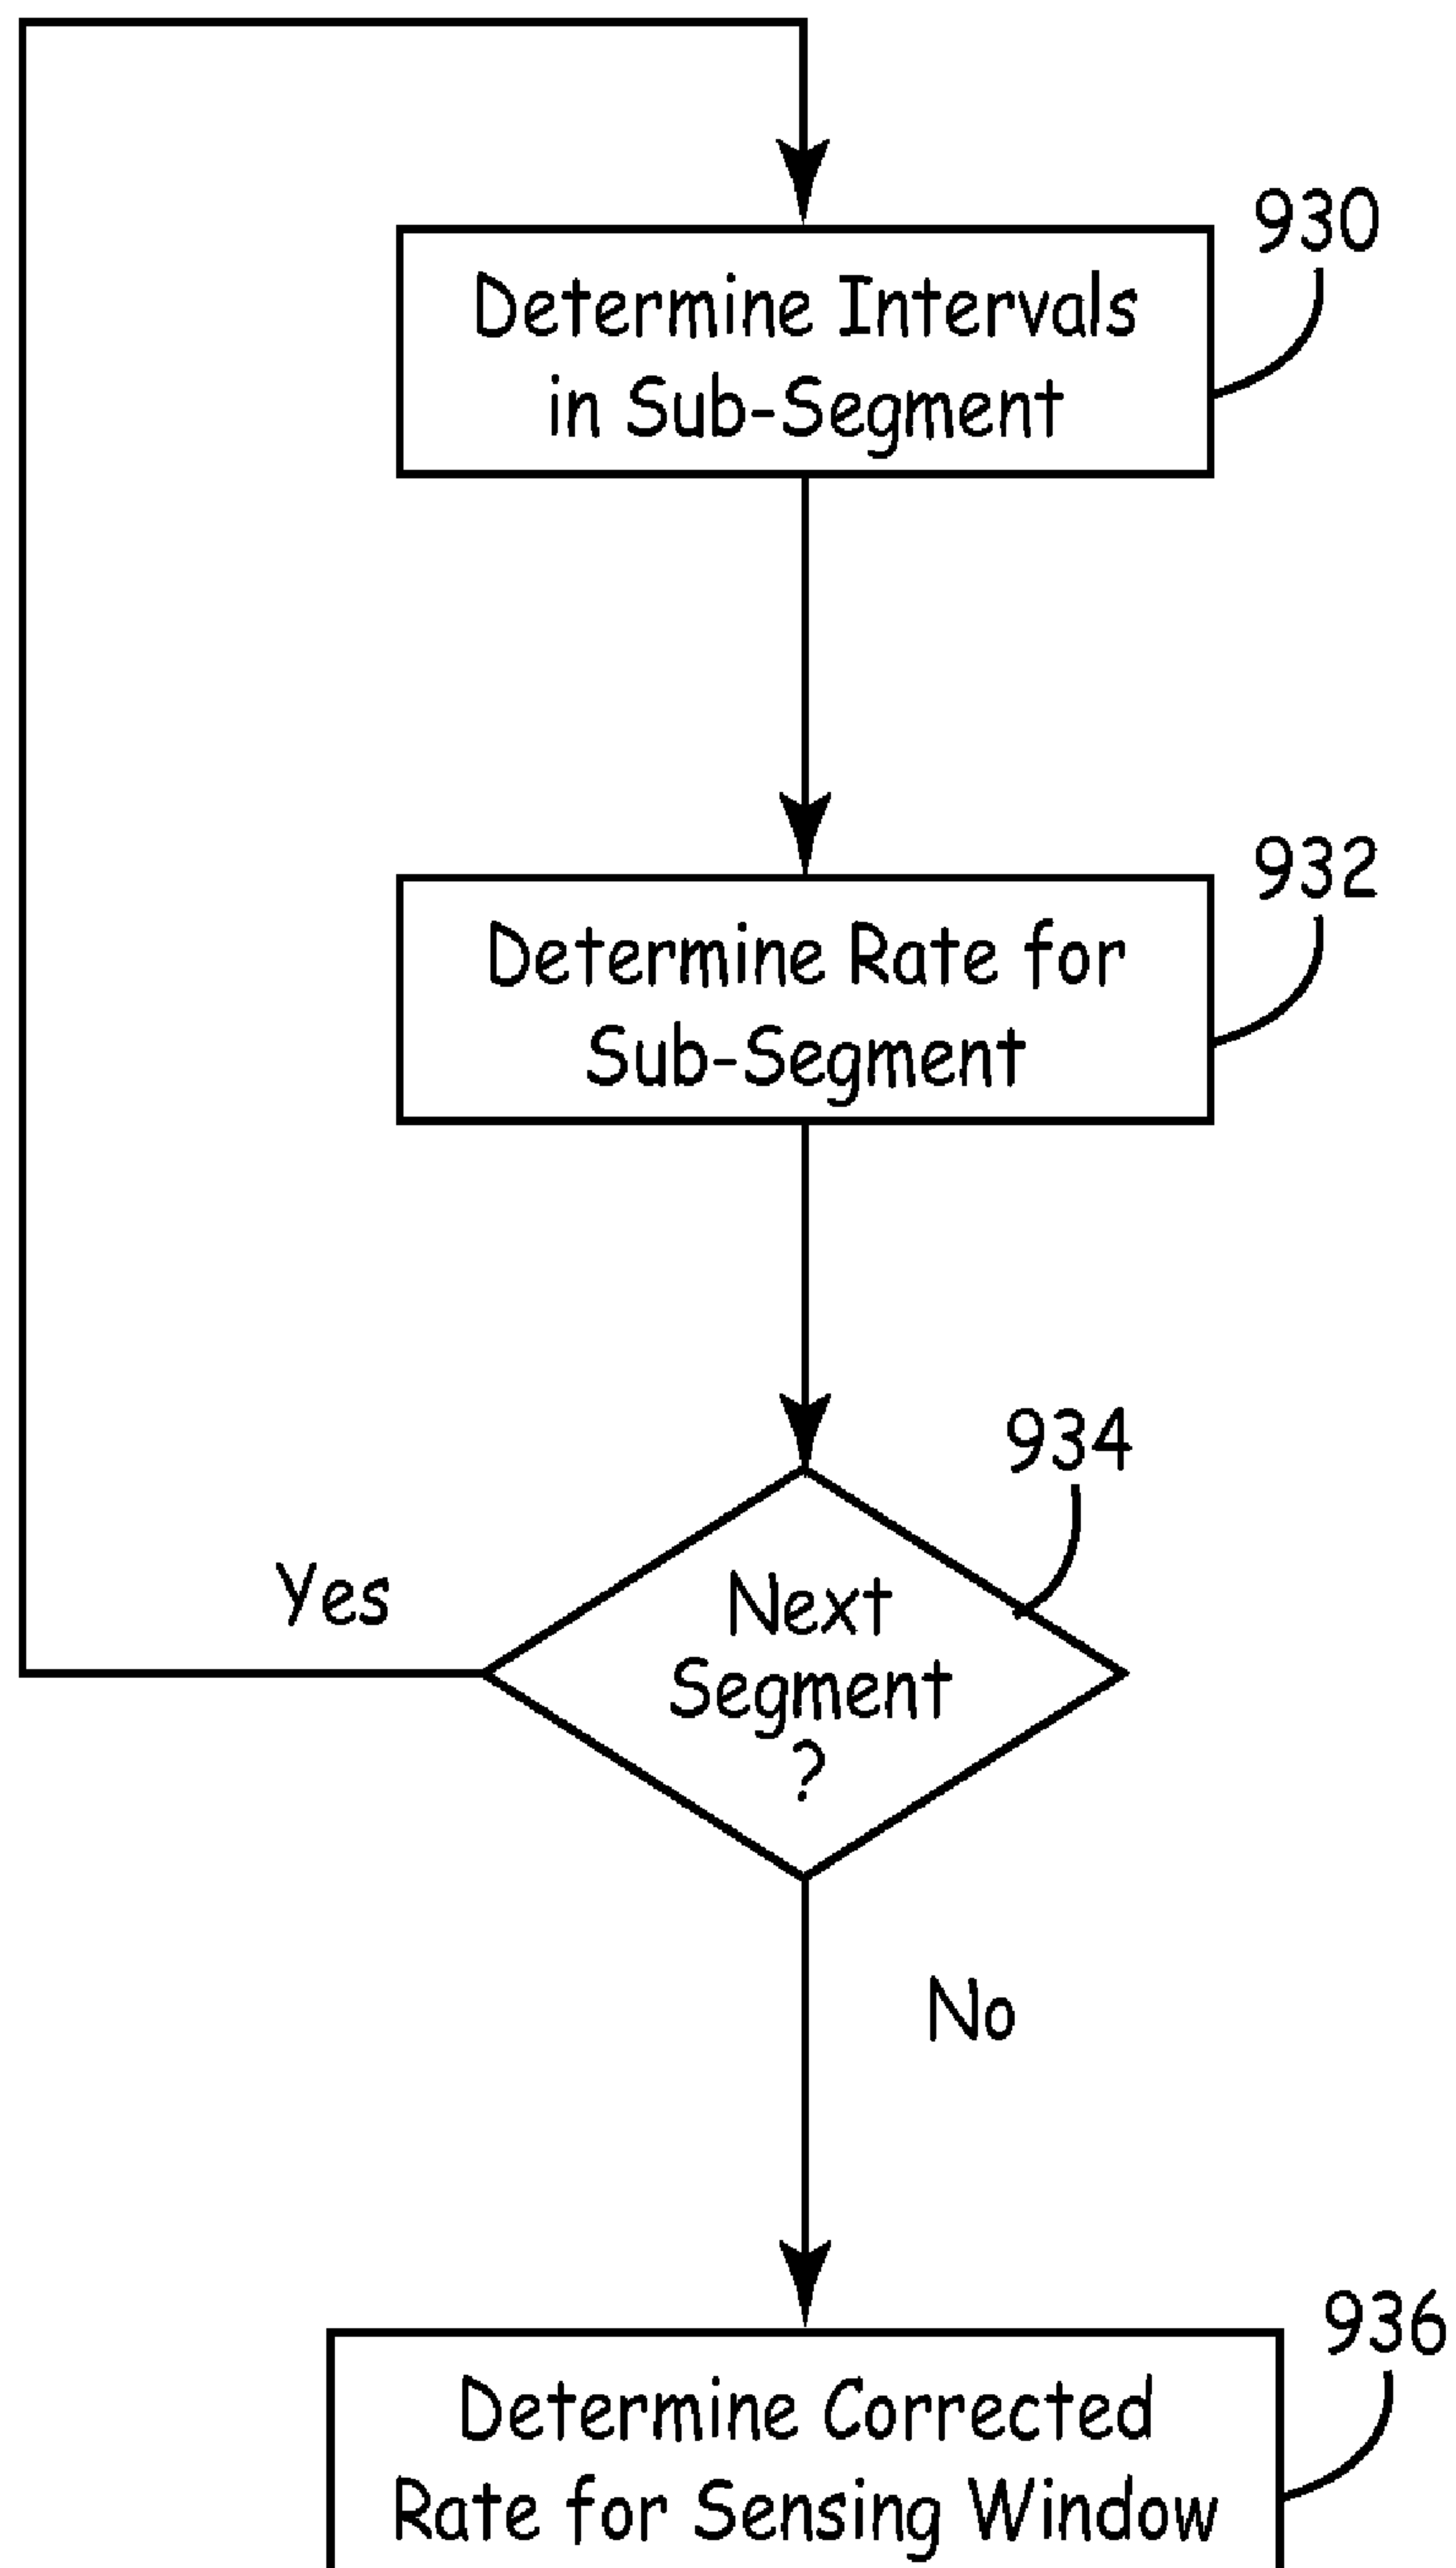 930
Determine Intervals
in Sub-Segment
932
Determine Rate for
Sub-Segment
934
Next
Segment
?
Yes
No
936
Determine Corrected
Rate for Sensing Window